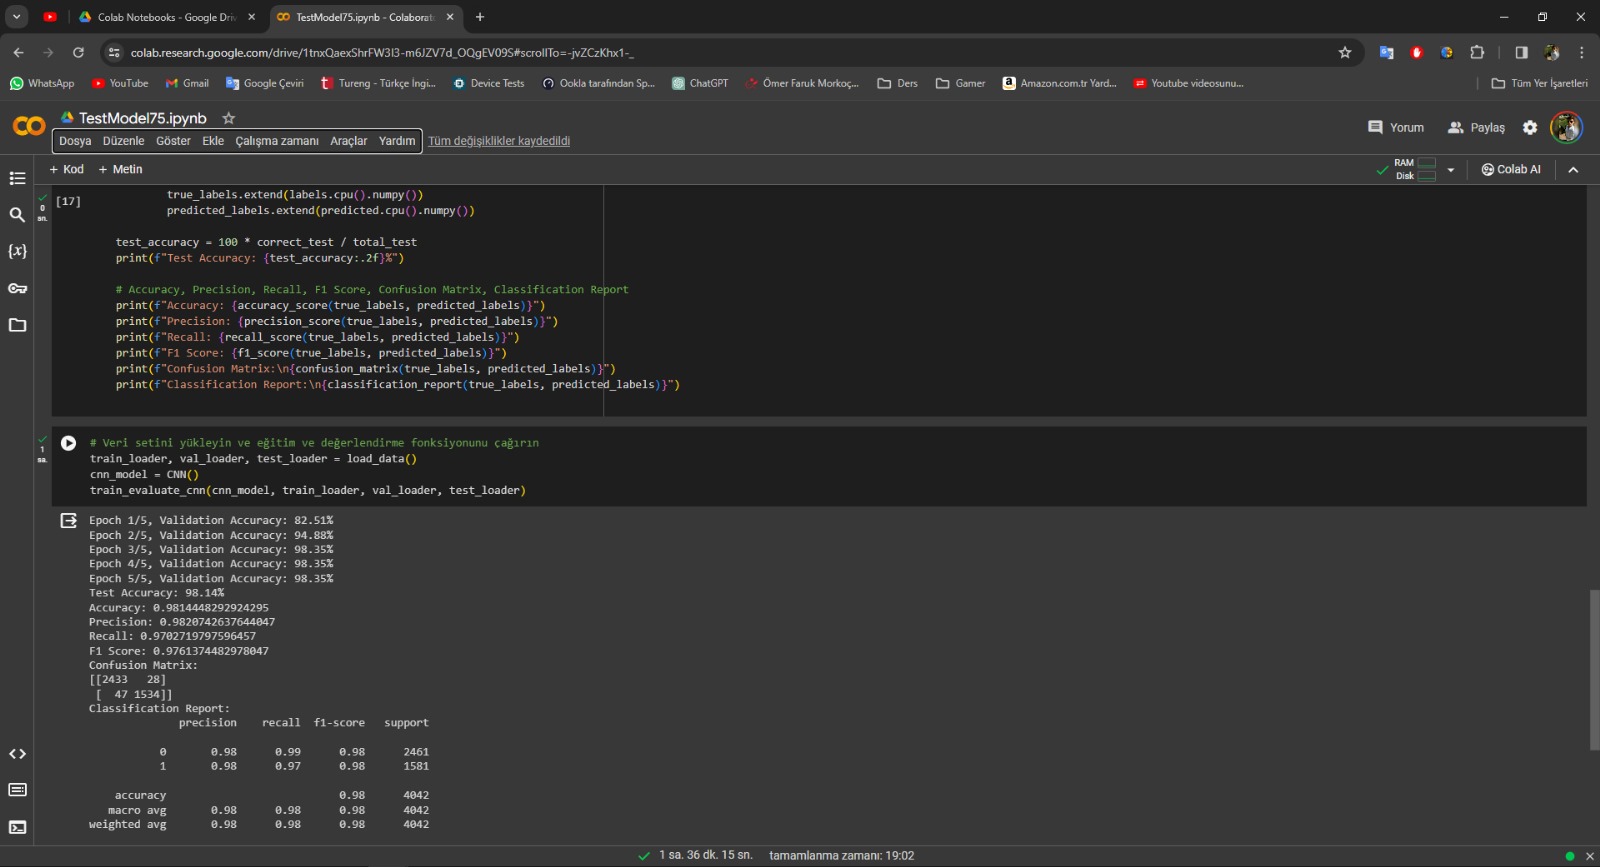 Colab Notebooks - Google Driv
TestModel75.ipynb - Colaborato
colab.research.google.com/drive/1tnxQaexShrFW3I3-m6JZV7d_OQgEV09S#scrollTo=-jvZCzKhx1-_
WhatsApp YouTube Gmail Google Çeviri Tureng - Türkçe İngi... Device Tests Ookla tarafından Sp... ChatGPT Ömer Faruk Morkoç... Ders Gamer Amazon.com.tr Yard... Youtube videosunu... Tüm Yer İşaretleri
TestModel75.ipynb
Yorum Paylaş
Dosya Düzenle Göster Ekle Çalışma zamanı Araçlar Yardım Tüm değişiklikler kaydedildi
+ Kod + Metin
RAM
Disk
Colab AI
[17]
0
sn.
true_labels.extend(labels.cpu().numpy())
predicted_labels.extend(predicted.cpu().numpy())
test_accuracy = 100 * correct_test / total_test
print(f"Test Accuracy: {test_accuracy:.2f}%")
# Accuracy, Precision, Recall, F1 Score, Confusion Matrix, Classification Report
print(f"Accuracy: {accuracy_score(true_labels, predicted_labels)}")
print(f"Precision: {precision_score(true_labels, predicted_labels)}")
print(f"Recall: {recall_score(true_labels, predicted_labels)}")
print(f"F1 Score: {f1_score(true_labels, predicted_labels)}")
print(f"Confusion Matrix:\n{confusion_matrix(true_labels, predicted_labels)}")
print(f"Classification Report:\n{classification_report(true_labels, predicted_labels)}")
1
sa.
# Veri setini yükleyin ve eğitim ve değerlendirme fonksiyonunu çağırın
train_loader, val_loader, test_loader = load_data()
cnn_model = CNN()
train_evaluate_cnn(cnn_model, train_loader, val_loader, test_loader)
Epoch 1/5, Validation Accuracy: 82.51%
Epoch 2/5, Validation Accuracy: 94.88%
Epoch 3/5, Validation Accuracy: 98.35%
Epoch 4/5, Validation Accuracy: 98.35%
Epoch 5/5, Validation Accuracy: 98.35%
Test Accuracy: 98.14%
Accuracy: 0.9814448292924295
Precision: 0.9820742637644047
Recall: 0.9702719797596457
F1 Score: 0.9761374482978047
Confusion Matrix:
[[2433 28]
[ 47 1534]]
Classification Report:
precision recall f1-score support
0 0.98 0.99 0.98 2461
1 0.98 0.97 0.98 1581
accuracy 0.98 4042
macro avg 0.98 0.98 0.98 4042
weighted avg 0.98 0.98 0.98 4042
1 sa. 36 dk. 15 sn. tamamlanma zamanı: 19:02